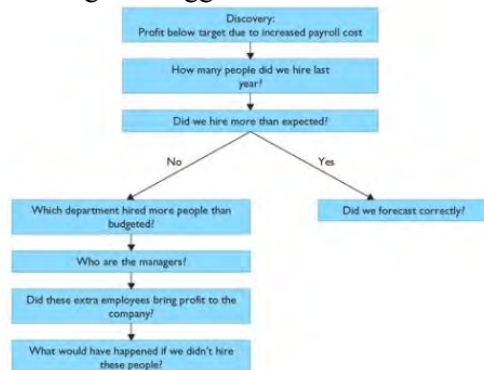 Discovery:
Profit below target due to increased payroll cost
How many people did we hire last
year?
Did we hire more than expected?
No
Yes
Which department hired more people than
budgeted?
Did we forecast correctly?
Who are the managers?
Did these extra employees bring profit to the
company?
What would have happened if we didn't hire
these people?